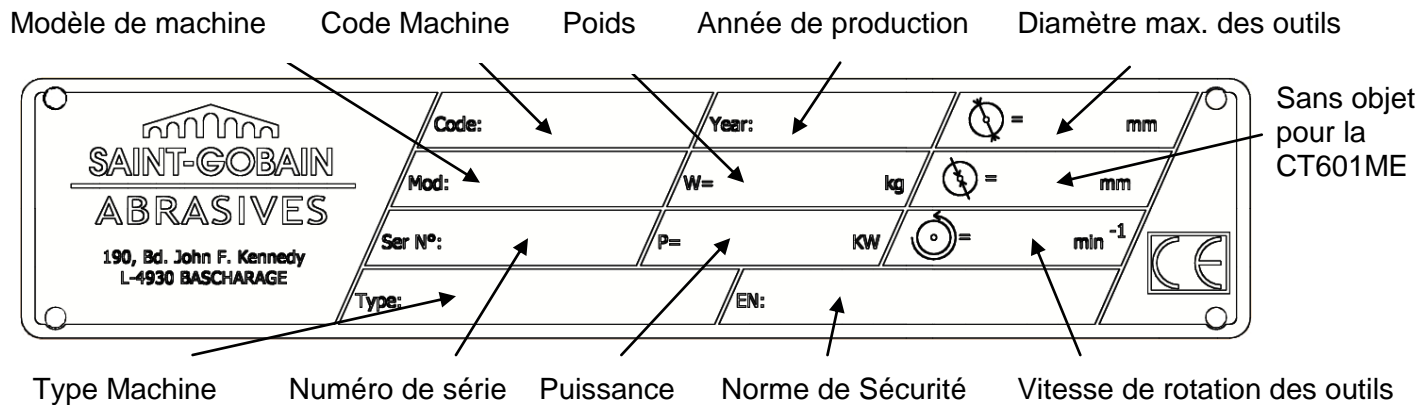 Modèle de machine Code Machine Poids Année de production Diamètre max. des outils
Sans objet
pour la
CT601ME
SAINT-GOBAIN
ABRASIVES
190, Bd. John F. Kennedy
L-4930 BASCHARAGE
Code: Year: = mm
Mod: W= kg = mm
Ser N°: P= KW = min -1
Type: EN:
CE
Type Machine Numéro de série Puissance Norme de Sécurité Vitesse de rotation des outils